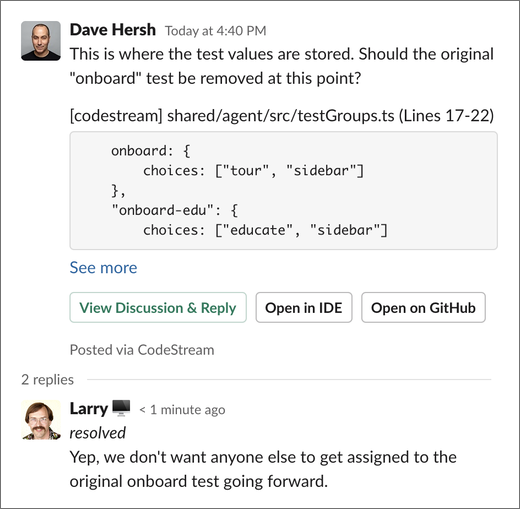 Dave Hersh Today at 4:40 PM
This is where the test values are stored. Should the original
"onboard" test be removed at this point?
[codestream] shared/agent/src/testGroups.ts (Lines 17-22)
onboard: {
choices: ["tour", "sidebar"]
},
"onboard-edu": {
choices: ["educate", "sidebar"]
See more
View Discussion & Reply Open in IDE Open on GitHub
Posted via CodeStream
2 replies
Larry < 1 minute ago
resolved
Yep, we don't want anyone else to get assigned to the
original onboard test going forward.